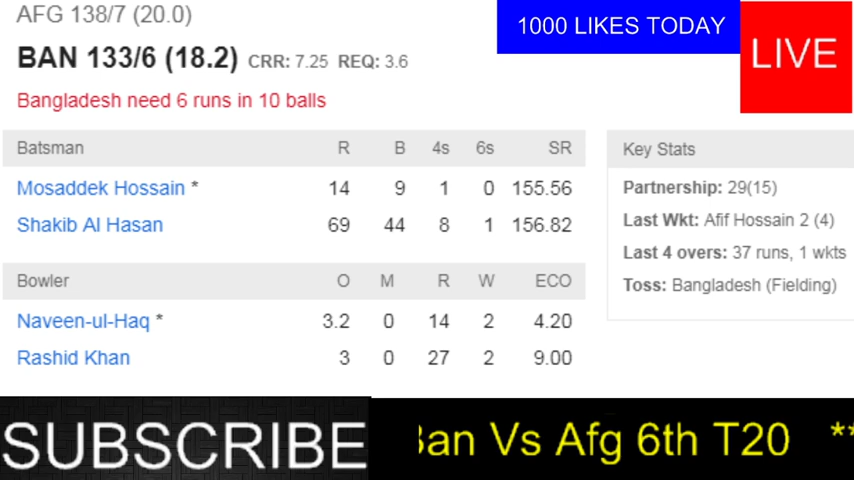 AFG 138/7 (20.0)
1000 LIKES TODAY
LIVE
BAN 133/6 (18.2) CRR: 7.25 REQ: 3.6
Bangladesh need 6 runs in 10 balls
Batsman R B 4s 6s SR
Mosaddek Hossain * 14 9 1 0 155.56
Shakib Al Hasan 69 44 8 1 156.82
Bowler O M R W ECO
Naveen-ul-Haq * 3.2 0 14 2 4.20
Rashid Khan 3 0 27 2 9.00
Key Stats
Partnership: 29(15)
Last Wkt: Afif Hossain 2 (4)
Last 4 overs: 37 runs, 1 wkts
Toss: Bangladesh (Fielding)
SUBSCRIBE
Ban Vs Afg 6th T20 **